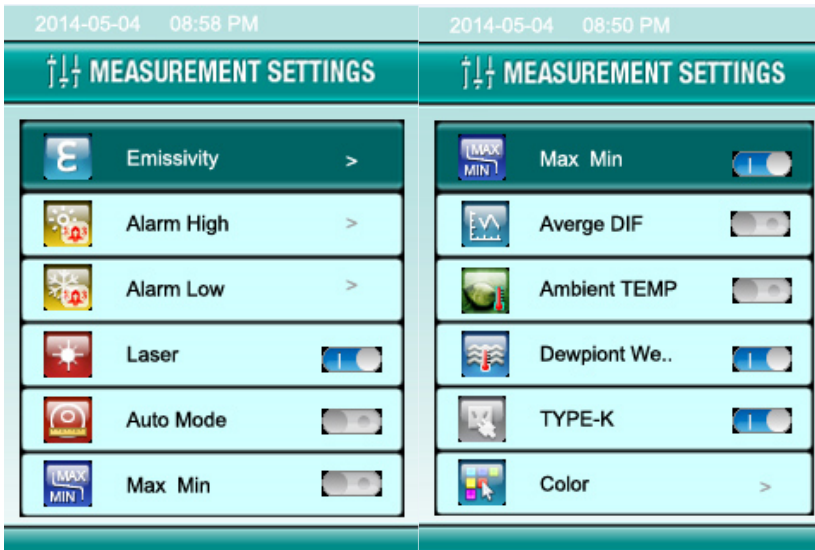 2014-05-04 08:58 PM
MEASUREMENT SETTINGS
ε Emissivity >
Alarm High >
Alarm Low >
Laser
Auto Mode
MAX MIN Max Min
2014-05-04 08:50 PM
MEASUREMENT SETTINGS
MAX MIN Max Min
Averge DIF
Ambient TEMP
Dewpiont We..
TYPE-K
Color >